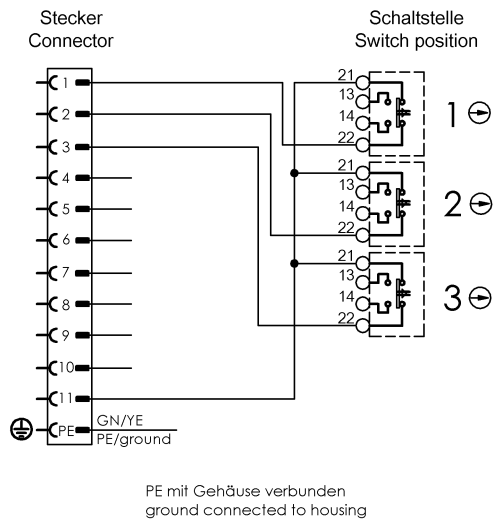 Stecker
Connector
Schaltstelle
Switch position
1
2
3
4
5
6
7
8
9
10
11
PE
GN/YE
PE/ground
21
13
14
22
1
21
13
14
22
2
21
13
14
22
3
PE mit Gehäuse verbunden
ground connected to housing